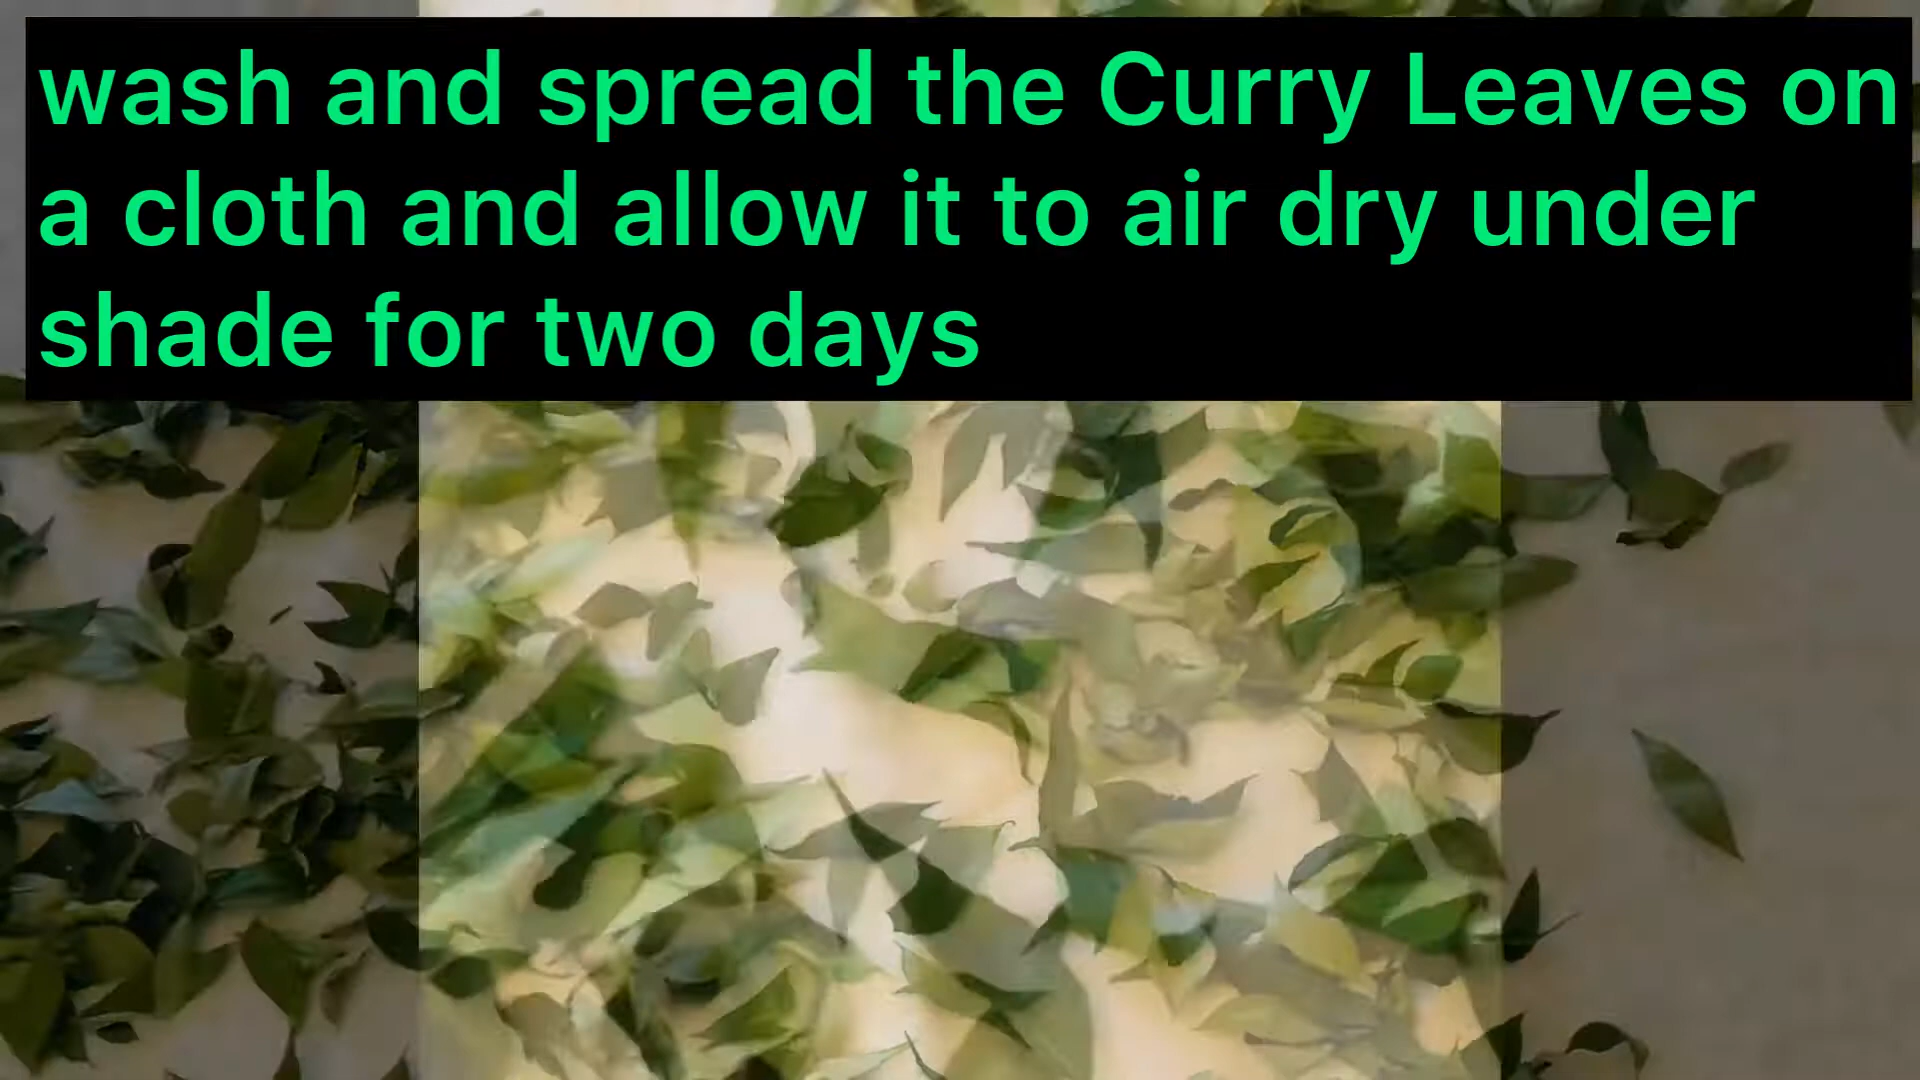 wash and spread the Curry Leaves on
a cloth and allow it to air dry under
shade for two days